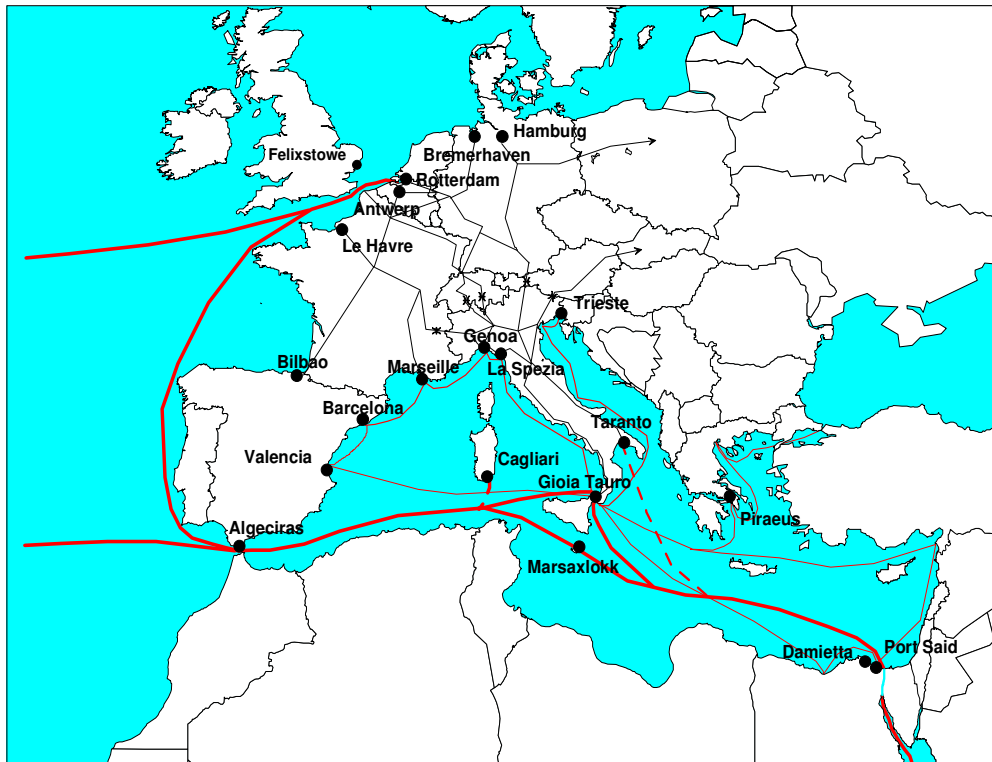 Hamburg
Bremerhaven
Felixstowe
Rotterdam
Antwerp
Le Havre
Trieste
Genoa
Bilbao
Marseille
La Spezia
Barcelona
Taranto
Valencia
Cagliari
Gioia Tauro
Piraeus
Algeciras
Marsaxlokk
Damietta
Port Said